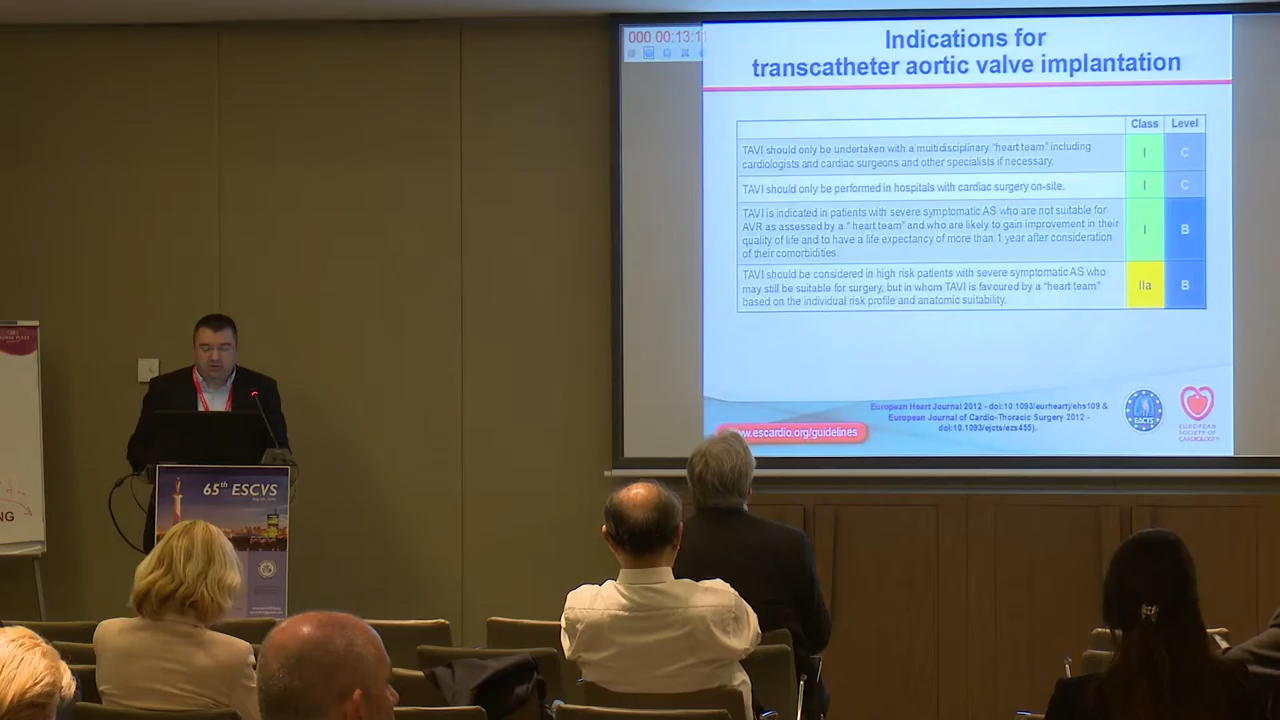 000 00:13:1
Indications for
transcatheter aortic valve implantation
Class Level
TAVI should only be undertaken with a multidisciplinary "heart team" including
cardiologists and cardiac surgeons and other specialists if necessary.
I C
TAVI should only be performed in hospitals with cardiac surgery on-site.
I C
TAVI is indicated in patients with severe symptomatic AS who are not suitable for
AVR as assessed by a " heart team" and who are likely to gain improvement in their
quality of life and to have a life expectancy of more than 1 year after consideration
of their comorbidities.
I B
TAVI should be considered in high risk patients with severe symptomatic AS who
may still be suitable for surgery, but in whom TAVI is favoured by a "heart team"
based on the individual risk profile and anatomic suitability.
IIa B
European Heart Journal 2012 - doi:10.1093/eurheartj/ehs109 &
European Journal of Cardio-Thoracic Surgery 2012 -
doi:10.1093/ejcts/ezs455).
ww.escardio.org/guidelines
EACTS
EUROPEAN
SOCIETY OF
CARDIOLOGY
65th ESCVS
NG